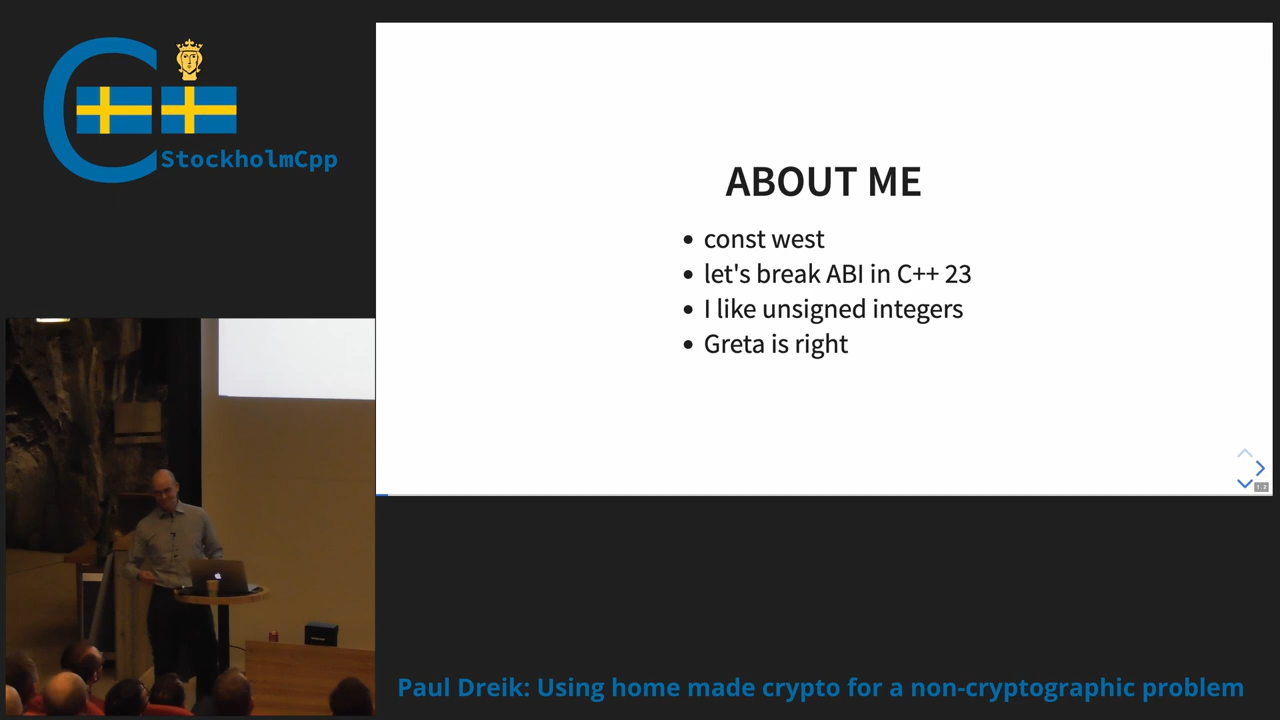 StockholmCpp
ABOUT ME
const west
let's break ABI in C++ 23
I like unsigned integers
Greta is right
Paul Dreik: Using home made crypto for a non-cryptographic problem